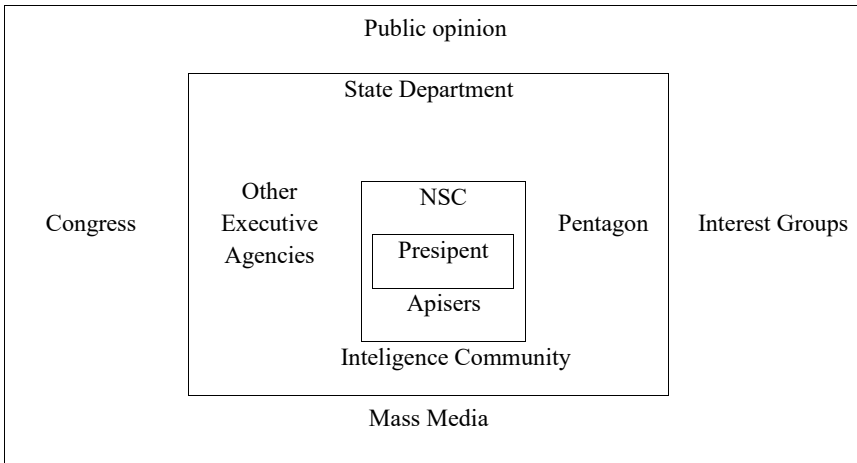 Public opinion
State Department
Other
Executive
Agencies
Congress
NSC
Presipent
Apisers
Pentagon
Interest Groups
Inteligence Community
Mass Media